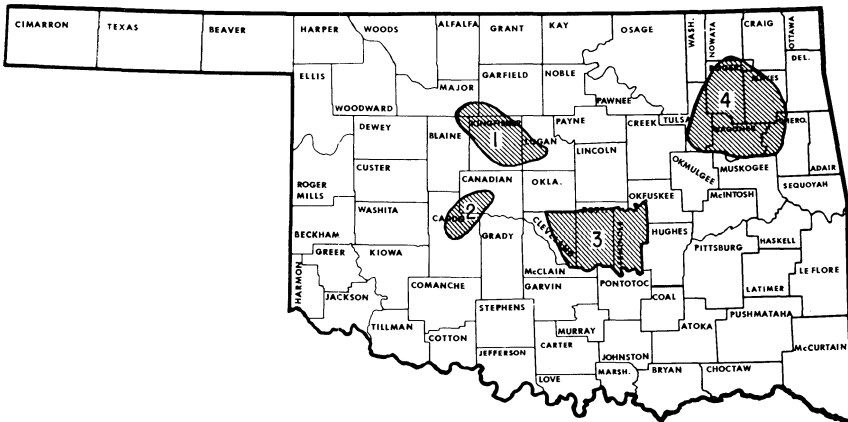 CIMARRON
TEXAS
BEAVER
HARPER
WOODS
ALFALFA
GRANT
KAY
OSAGE
WASH.
NOWATA
CRAIG
OTTAWA
ELLIS
WOODWARD
MAJOR
GARFIELD
NOBLE
PAWNEE
ROGERS
MAYES
DEL.
4
DEWEY
BLAINE
KINGFISHER
LOGAN
PAYNE
CREEK
TULSA
WAGONER
CHERO.
1
CUSTER
CANADIAN
OKLA.
LINCOLN
OKMULGEE
MUSKOGEE
ADAIR
SEQUOYAH
ROGER
MILLS
WASHITA
CADDO
2
GRADY
CLEVELAND
POTT.
3
SEMINOLE
OKFUSKEE
HUGHES
McINTOSH
PITTSBURG
HASKELL
BECKHAM
GREER
KIOWA
HARMON
JACKSON
COMANCHE
McCLAIN
GARVIN
PONTOTOC
COAL
LATIMER
LE FLORE
TILLMAN
COTTON
STEPHENS
MURRAY
CARTER
JOHNSTON
ATOKA
PUSHMATAHA
McCURTAIN
JEFFERSON
LOVE
MARSH.
BRYAN
CHOCTAW